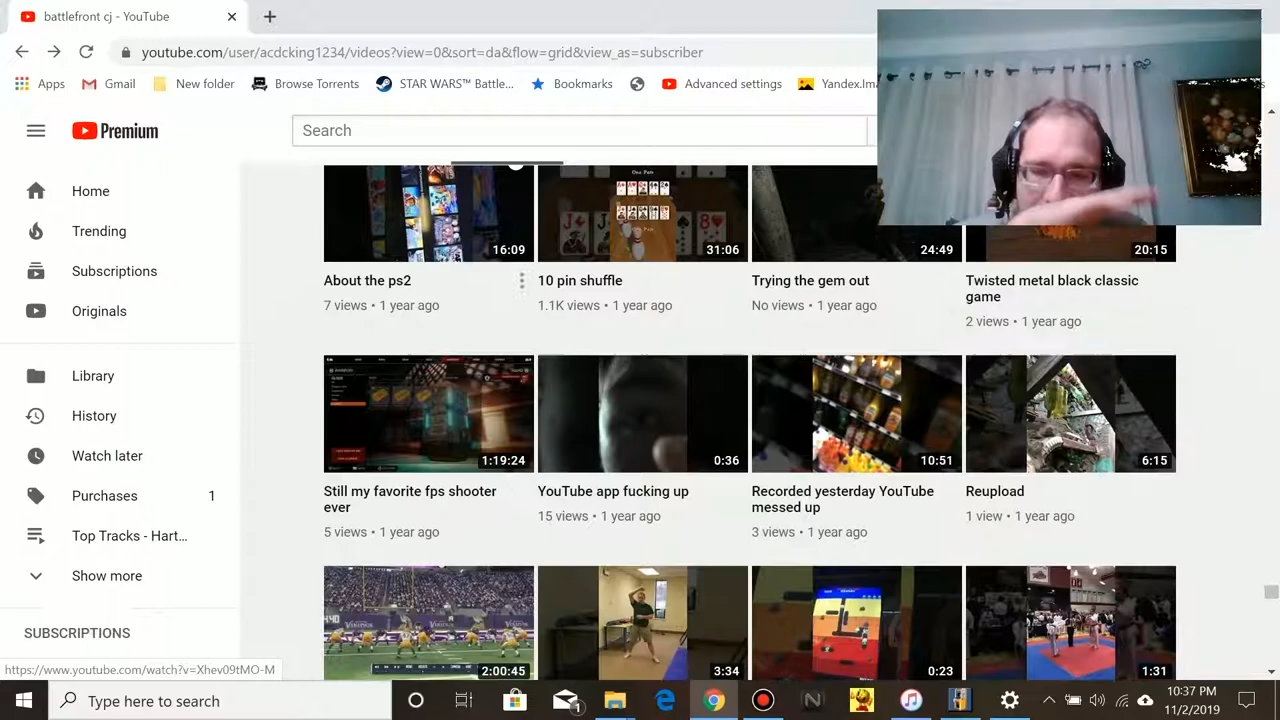 battlefront cj - YouTube
youtube.com/user/acdcking1234/videos?view=0&sort=da&flow=grid&view_as=subscriber
Apps
Gmail
New folder
Browse Torrents
STAR WARS™ Battle...
Bookmarks
Advanced settings
Yandex.Im
Premium
Search
Home
Trending
Subscriptions
Originals
Library
History
Watch later
Purchases 1
Top Tracks - Hart...
Show more
SUBSCRIPTIONS
One Pair
16:09
31:06
24:49
20:15
About the ps2
7 views • 1 year ago
10 pin shuffle
1.1K views • 1 year ago
Trying the gem out
No views • 1 year ago
Twisted metal black classic
game
2 views • 1 year ago
1:19:24
0:36
10:51
6:15
Still my favorite fps shooter
ever
5 views • 1 year ago
YouTube app fucking up
15 views • 1 year ago
Recorded yesterday YouTube
messed up
3 views • 1 year ago
Reupload
1 view • 1 year ago
2:00:45
3:34
0:23
1:31
https://www.youtube.com/watch?v=Xhev09tMO-M
Type here to search
1
10:37 PM
11/2/2019